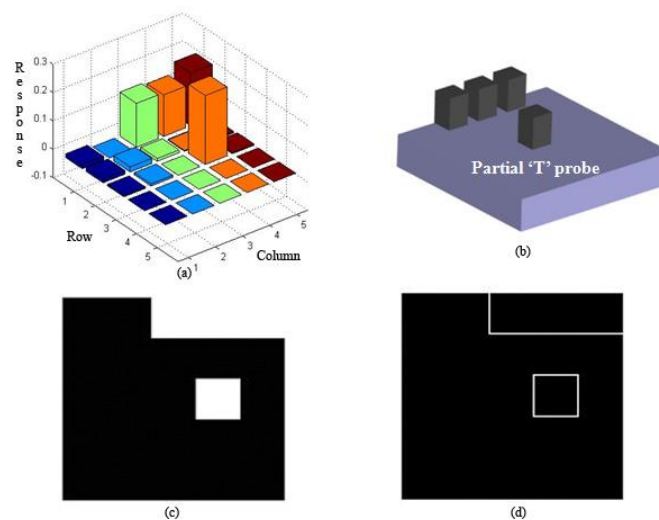 Response
0.3
0.2
0.1
0
-0.1
1
2
3
4
5
Row
1
2
3
4
5
Column
(a)
Partial ‘T’ probe
(b)
(c)
(d)